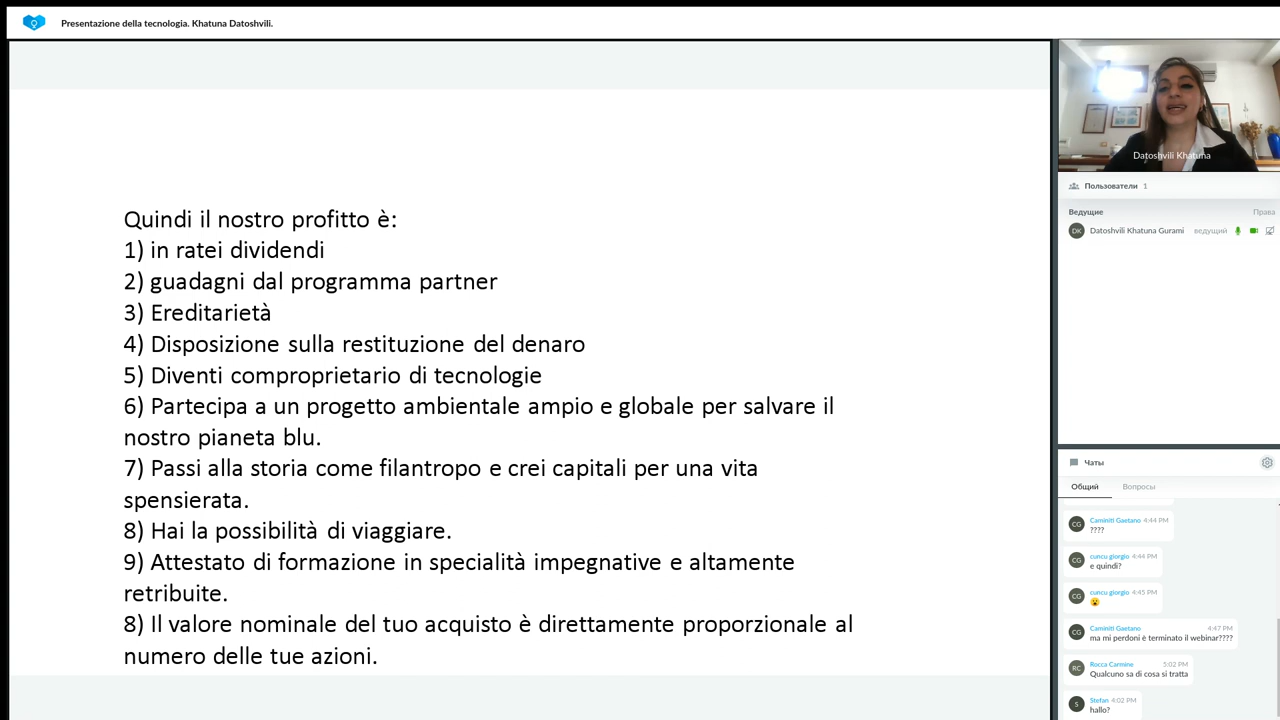 Presentazione della tecnologia. Khatuna Datoshvili.
Quindi il nostro profitto è:
1) in ratei dividendi
2) guadagni dal programma partner
3) Ereditarietà
4) Disposizione sulla restituzione del denaro
5) Diventi comproprietario di tecnologie
6) Partecipa a un progetto ambientale ampio e globale per salvare il
nostro pianeta blu.
7) Passi alla storia come filantropo e crei capitali per una vita
spensierata.
8) Hai la possibilità di viaggiare.
9) Attestato di formazione in specialità impegnative e altamente
retribuite.
8) Il valore nominale del tuo acquisto è direttamente proporzionale al
numero delle tue azioni.
Datoshvili Khatuna
Пользователи 1
Ведущие Права
DK Datoshvili Khatuna Gurami ведущий
Чаты
Общий Вопросы
CG Caminiti Gaetano 4:44 PM
????
CG cuncu giorgio 4:44 PM
e quindi?
CG cuncu giorgio 4:45 PM
😮
CG Caminiti Gaetano 4:47 PM
ma mi perdoni è terminato il webinar????
RC Rocca Carmine 5:02 PM
Qualcuno sa di cosa si tratta
S Stefan 4:02 PM
hallo?